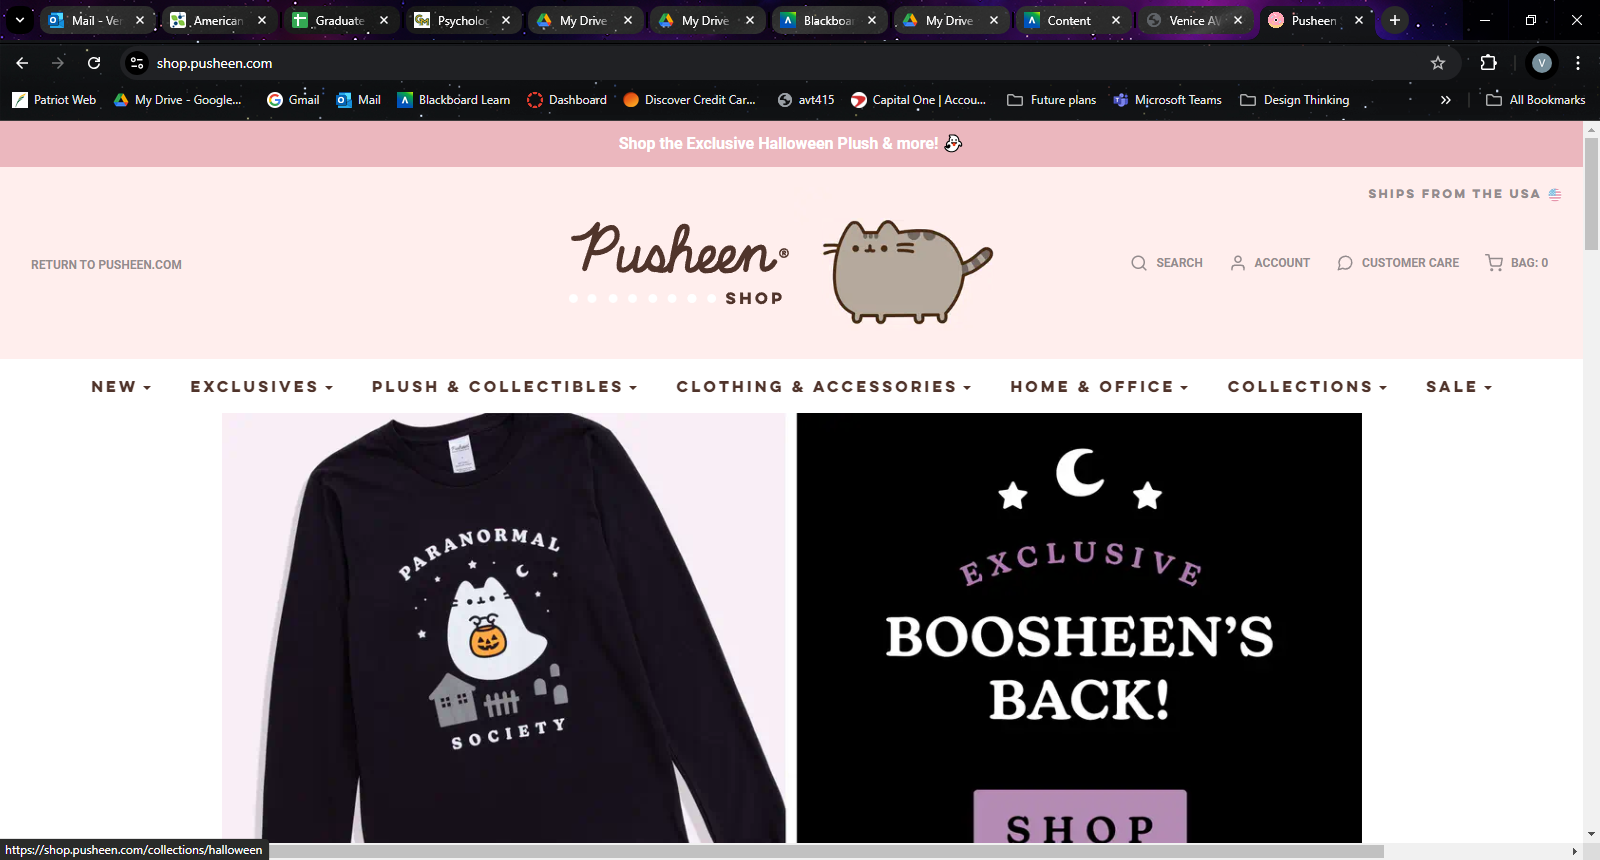 Mail - Ver
American
Graduate
Psycholog
My Drive
My Drive
Blackboar
My Drive
Content
Venice AV
Pusheen
shop.pusheen.com
V
Patriot Web
My Drive - Google...
Gmail
Mail
Blackboard Learn
Dashboard
Discover Credit Car...
avt415
Capital One | Accou...
Future plans
Microsoft Teams
Design Thinking
All Bookmarks
Shop the Exclusive Halloween Plush & more! 👻
SHIPS FROM THE USA
RETURN TO PUSHEEN.COM
Pusheen®
SHOP
SEARCH
ACCOUNT
CUSTOMER CARE
BAG: 0
NEW
EXCLUSIVES
PLUSH & COLLECTIBLES
CLOTHING & ACCESSORIES
HOME & OFFICE
COLLECTIONS
SALE
PARANORMAL
SOCIETY
EXCLUSIVE
BOOSHEEN’S
BACK!
SHOP
https://shop.pusheen.com/collections/halloween